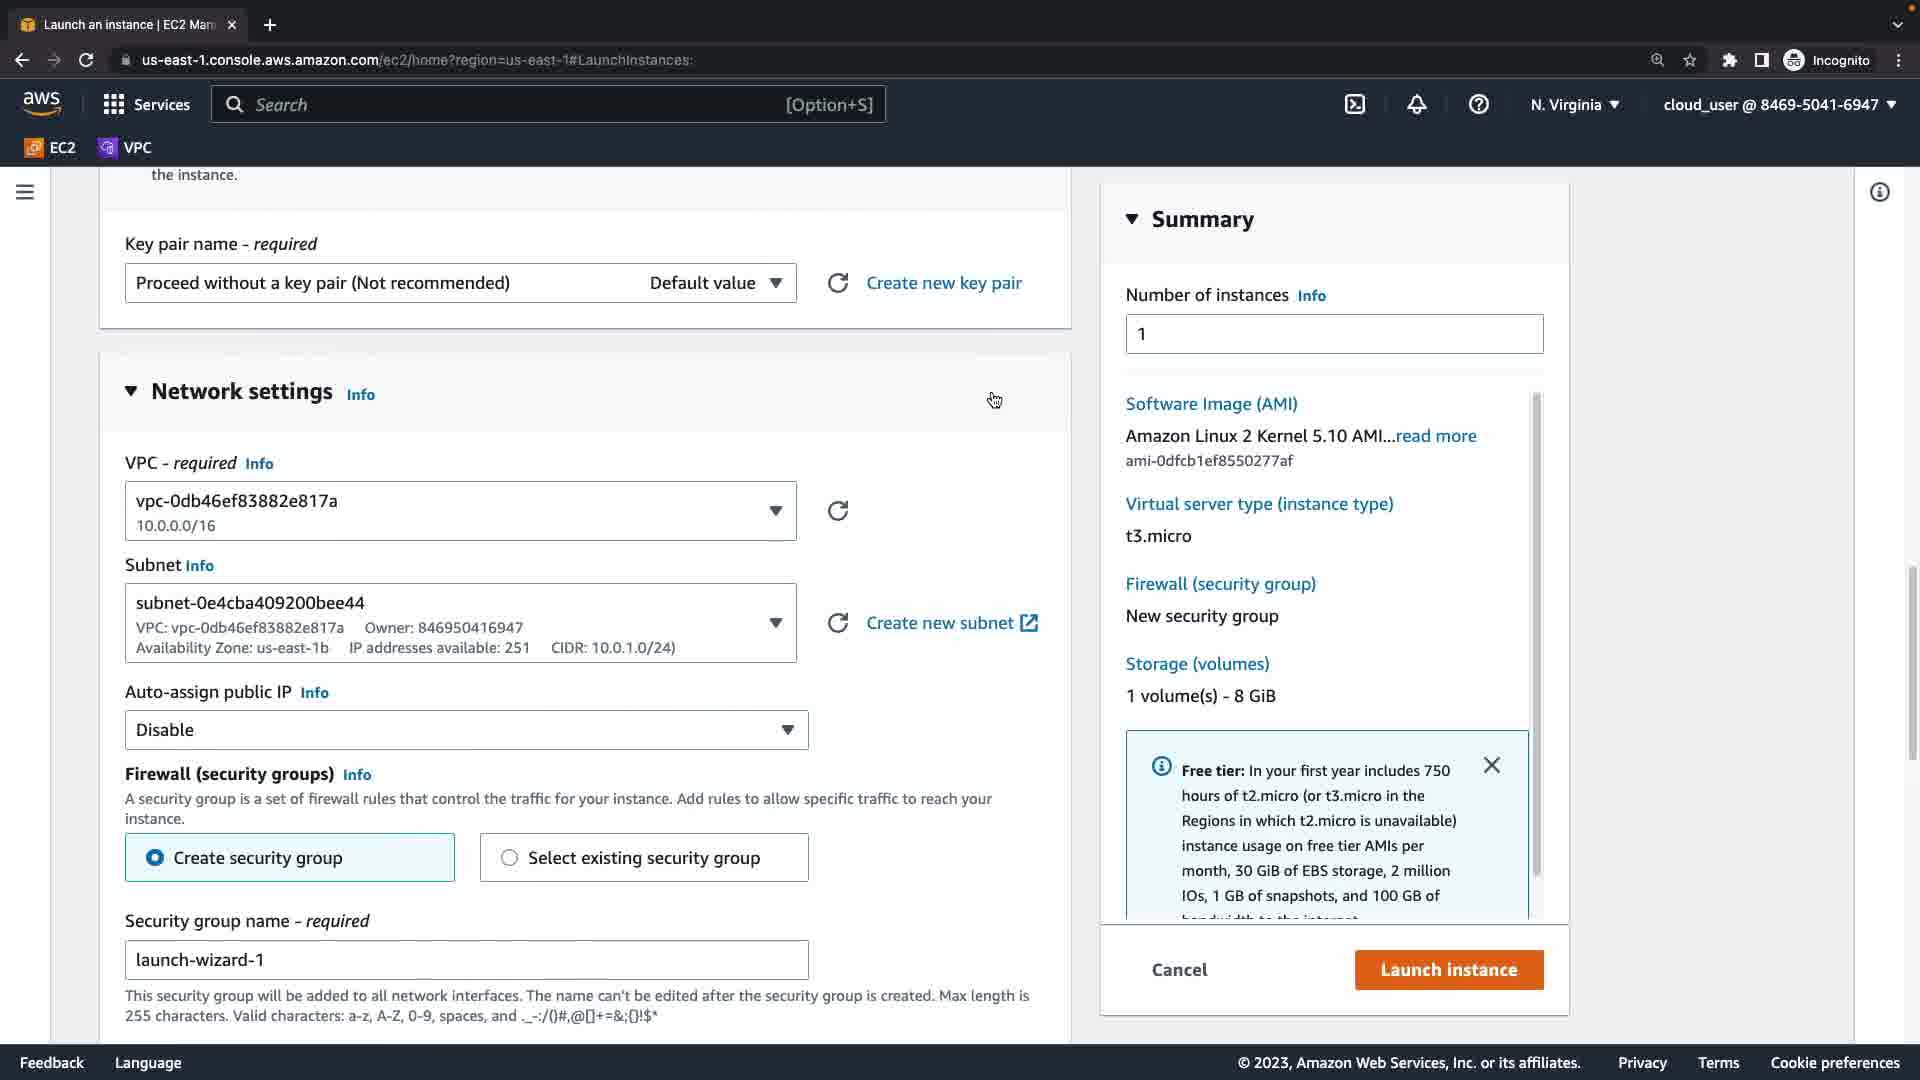 Launch an instance | EC2 Man
us-east-1.console.aws.amazon.com/ec2/home?region=us-east-1#LaunchInstances:
Incognito
aws
Services
Search
[Option+S]
N. Virginia
cloud_user @ 8469-5041-6947
EC2
VPC
the instance.
Key pair name - required
Proceed without a key pair (Not recommended)
Default value
Create new key pair
Network settings Info
VPC - required Info
vpc-0db46ef83882e817a
10.0.0.0/16
Subnet Info
subnet-0e4cba409200bee44
VPC: vpc-0db46ef83882e817a Owner: 846950416947
Availability Zone: us-east-1b IP addresses available: 251 CIDR: 10.0.1.0/24)
Create new subnet
Auto-assign public IP Info
Disable
Firewall (security groups) Info
A security group is a set of firewall rules that control the traffic for your instance. Add rules to allow specific traffic to reach your
instance.
Create security group
Select existing security group
Security group name - required
launch-wizard-1
This security group will be added to all network interfaces. The name can't be edited after the security group is created. Max length is
255 characters. Valid characters: a-z, A-Z, 0-9, spaces, and ._-:/()#,@[]+=&;{}!$*
Summary
Number of instances Info
1
Software Image (AMI)
Amazon Linux 2 Kernel 5.10 AMI...read more
ami-0dfcb1ef8550277af
Virtual server type (instance type)
t3.micro
Firewall (security group)
New security group
Storage (volumes)
1 volume(s) - 8 GiB
Free tier: In your first year includes 750
hours of t2.micro (or t3.micro in the
Regions in which t2.micro is unavailable)
instance usage on free tier AMIs per
month, 30 GiB of EBS storage, 2 million
IOs, 1 GB of snapshots, and 100 GB of
bandwidth to the internet.
Cancel
Launch instance
Feedback
Language
© 2023, Amazon Web Services, Inc. or its affiliates.
Privacy
Terms
Cookie preferences